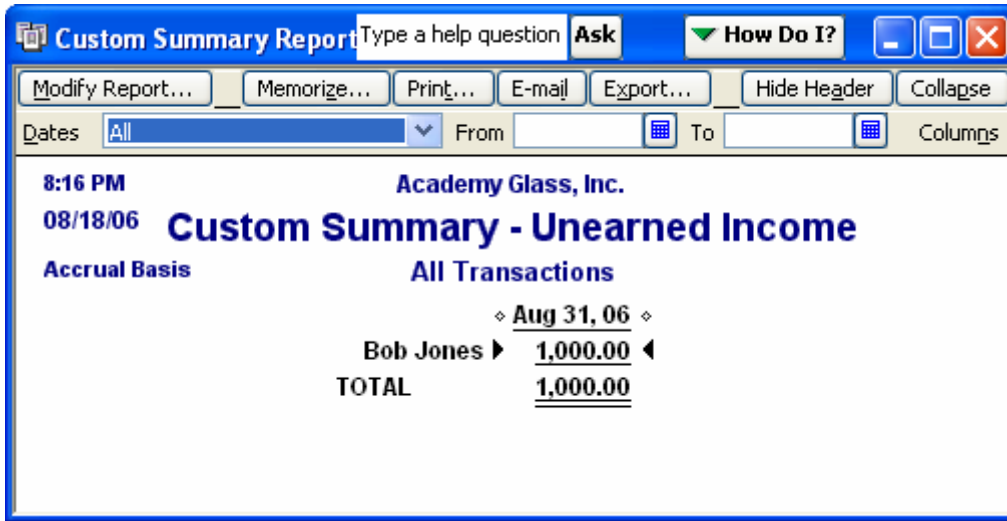 Custom Summary Report Type a help question Ask How Do I?
Modify Report... Memorize... Print... E-mail Export... Hide Header Collapse
Dates All From To Columns
8:16 PM Academy Glass, Inc.
08/18/06 Custom Summary - Unearned Income
Accrual Basis All Transactions
Aug 31, 06
Bob Jones 1,000.00
TOTAL 1,000.00